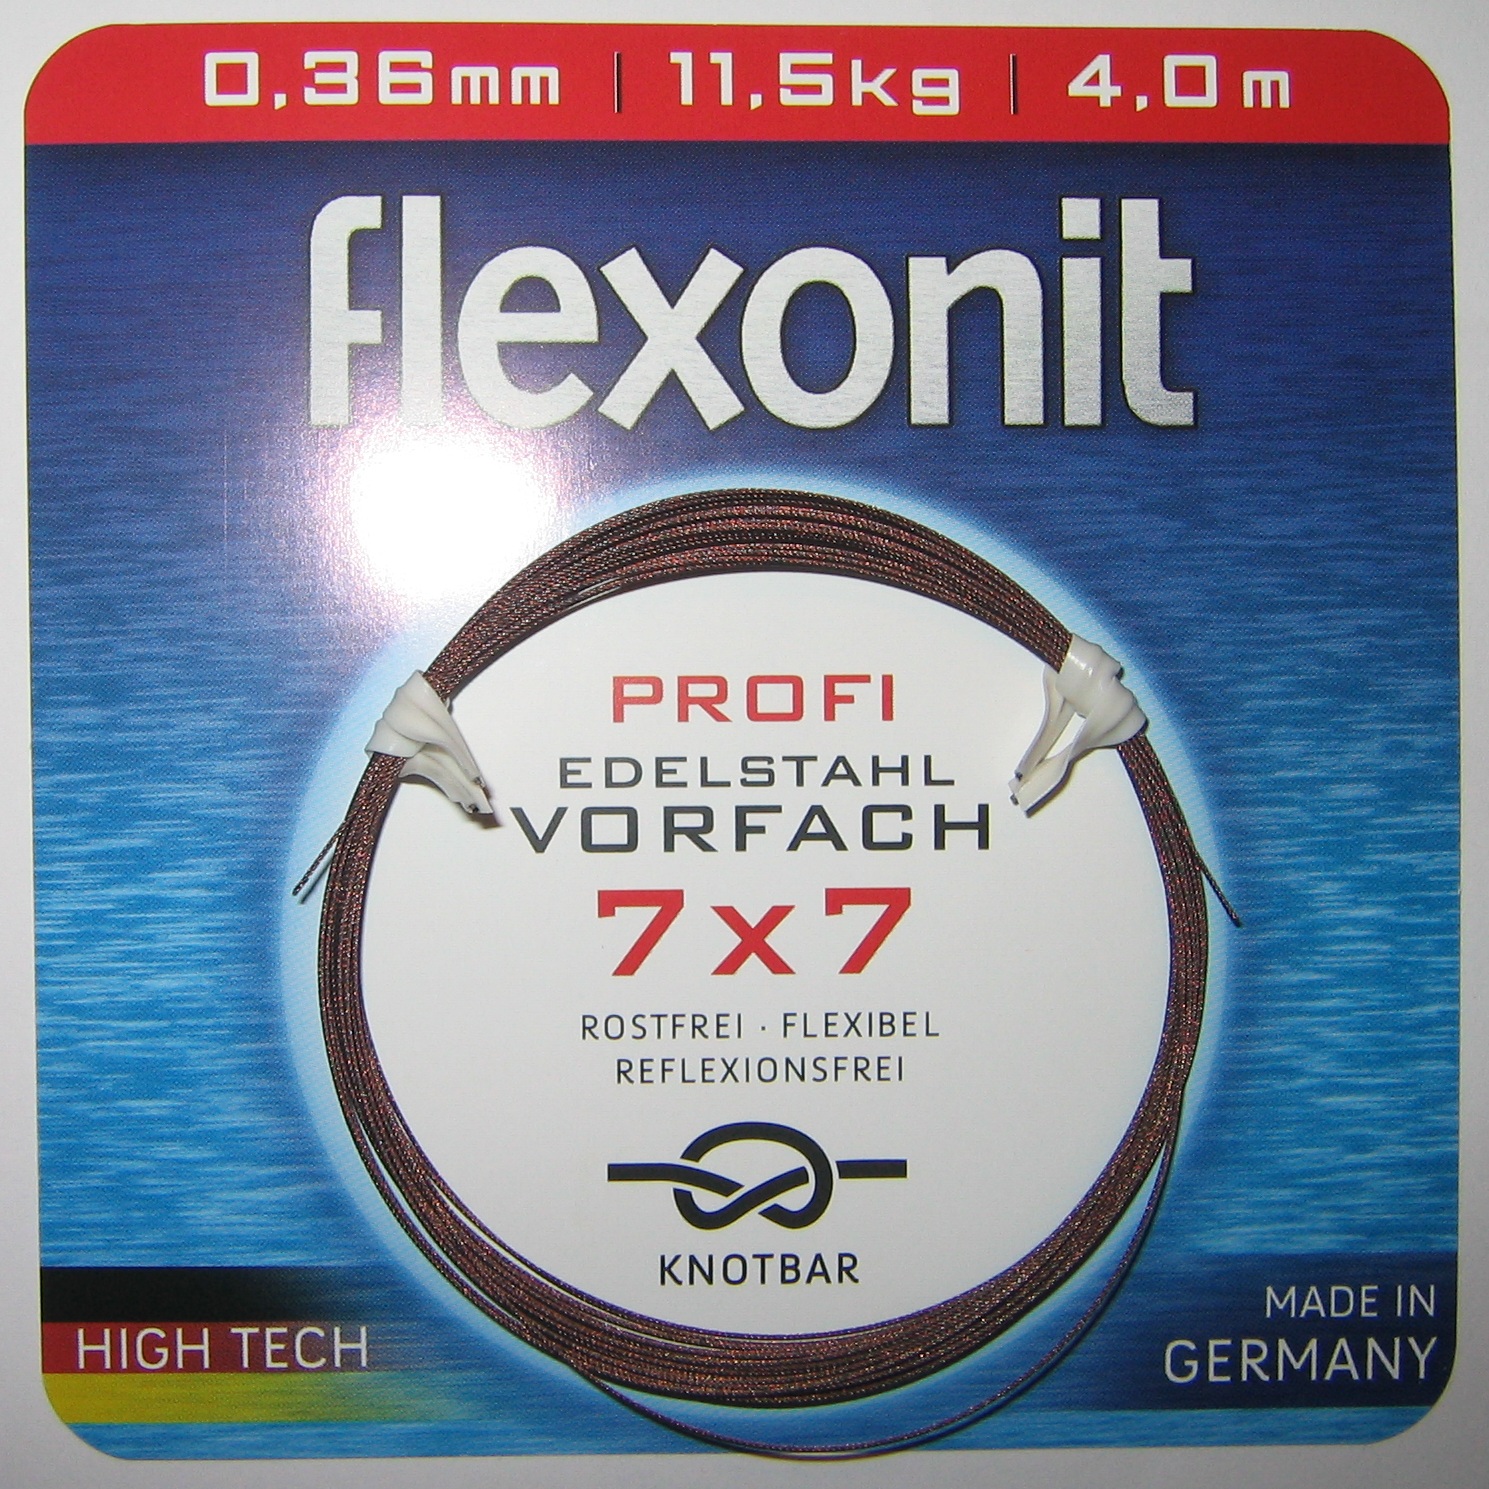 0,36mm | 11,5kg | 4,0 m
flexonit
PROFI
EDELSTAHL
VORFACH
7x7
ROSTFREI · FLEXIBEL
REFLEXIONSFREI
KNOTBAR
HIGH TECH
MADE IN
GERMANY